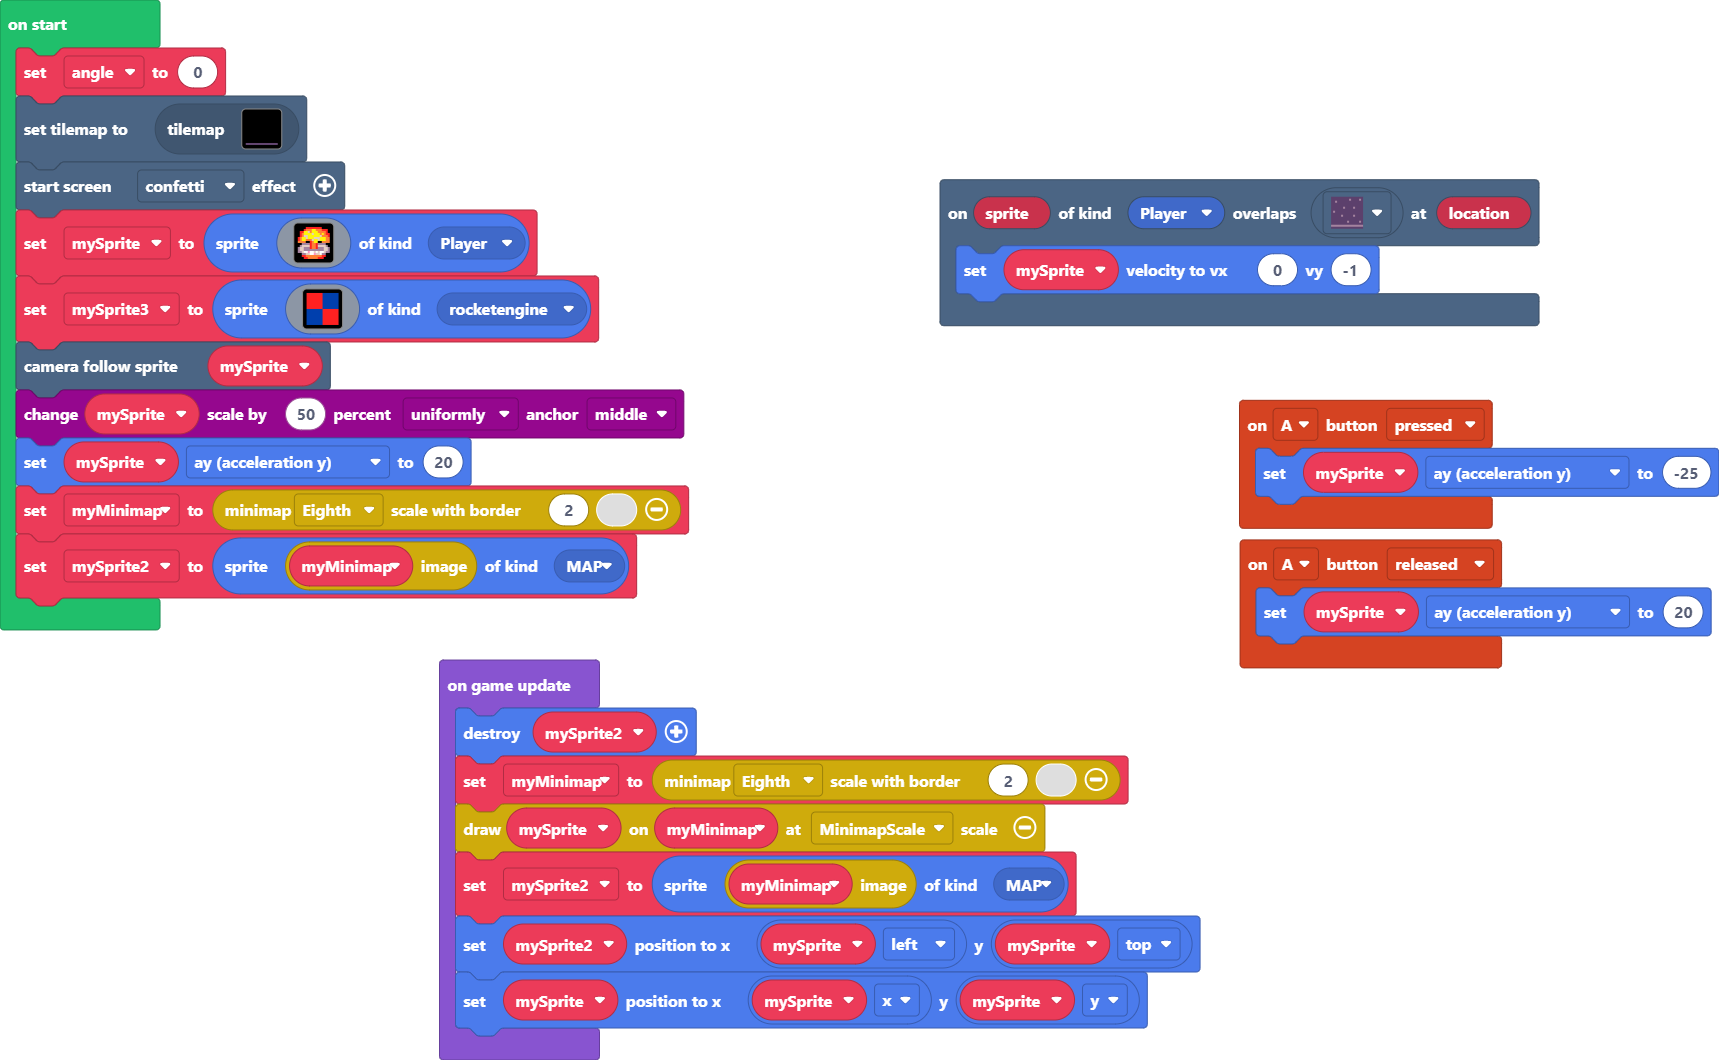 on start
set angle to 0
set tilemap to tilemap
start screen confetti effect
set mySprite to sprite of kind Player
set mySprite3 to sprite of kind rocketengine
camera follow sprite mySprite
change mySprite scale by 50 percent uniformly anchor middle
set mySprite ay (acceleration y) to 20
set myMinimap to minimap Eighth scale with border 2
set mySprite2 to sprite myMinimap image of kind MAP
on sprite of kind Player overlaps at location
set mySprite velocity to vx 0 vy -1
on A button pressed
set mySprite ay (acceleration y) to -25
on A button released
set mySprite ay (acceleration y) to 20
on game update
destroy mySprite2
set myMinimap to minimap Eighth scale with border 2
draw mySprite on myMinimap at MinimapScale scale
set mySprite2 to sprite myMinimap image of kind MAP
set mySprite2 position to x mySprite left y mySprite top
set mySprite position to x mySprite x y mySprite y